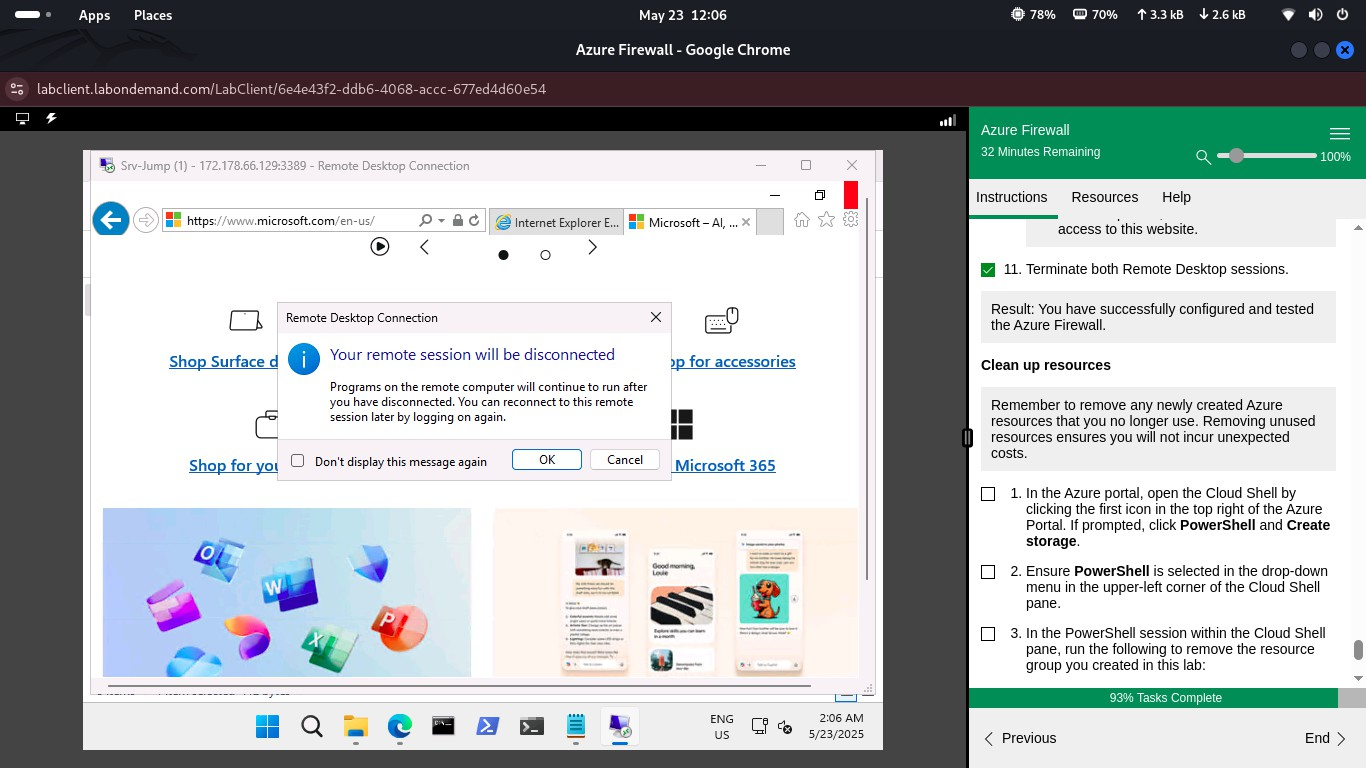 Apps Places May 23 12:06 78% 70% 3.3 kB 2.6 kB
Azure Firewall - Google Chrome
labclient.labondemand.com/LabClient/6e4e43f2-ddb6-4068-accc-677ed4d60e54
Srv-Jump (1) - 172.178.66.129:3389 - Remote Desktop Connection
https://www.microsoft.com/en-us/
Internet Explorer E...
Microsoft – AI, ...
Shop Surface d
op for accessories
Shop for you
Microsoft 365
Remote Desktop Connection
Your remote session will be disconnected
Programs on the remote computer will continue to run after
you have disconnected. You can reconnect to this remote
session later by logging on again.
Don't display this message again
OK
Cancel
Good morning,
Louie
Explore skills you can learn
in a month
ENG
US
2:06 AM
5/23/2025
Azure Firewall
32 Minutes Remaining
100%
Instructions Resources Help
access to this website.
11. Terminate both Remote Desktop sessions.
Result: You have successfully configured and tested
the Azure Firewall.
Clean up resources
Remember to remove any newly created Azure
resources that you no longer use. Removing unused
resources ensures you will not incur unexpected
costs.
1. In the Azure portal, open the Cloud Shell by
clicking the first icon in the top right of the Azure
Portal. If prompted, click PowerShell and Create
storage.
2. Ensure PowerShell is selected in the drop-down
menu in the upper-left corner of the Cloud Shell
pane.
3. In the PowerShell session within the Cloud Shell
pane, run the following to remove the resource
group you created in this lab:
93% Tasks Complete
Previous
End